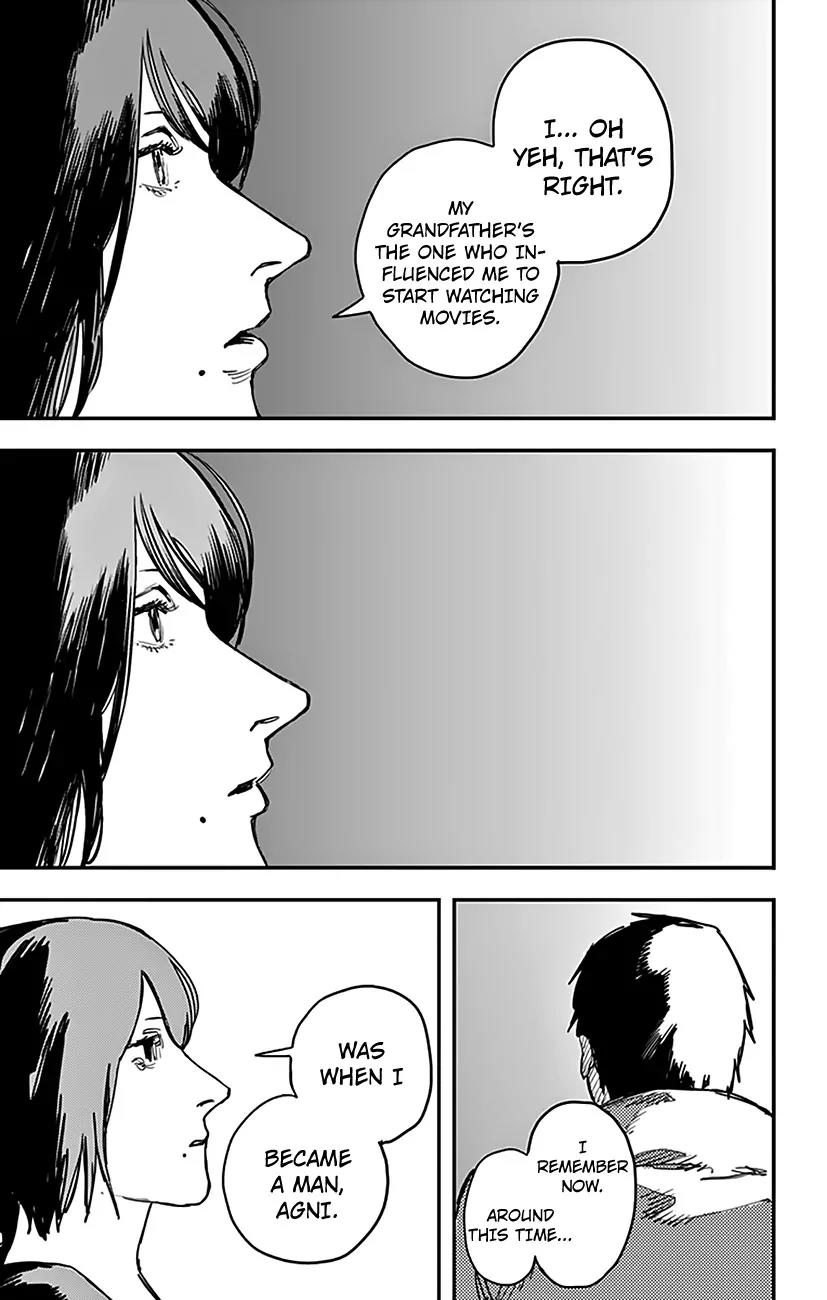 I... OH
YEH, THAT'S
RIGHT.
MY
GRANDFATHER'S
THE ONE WHO IN-
FLUENCED ME TO
START WATCHING
MOVIES.
I
REMEMBER
NOW.
AROUND
THIS TIME...
WAS
WHEN I
BECAME
A MAN,
AGNI.